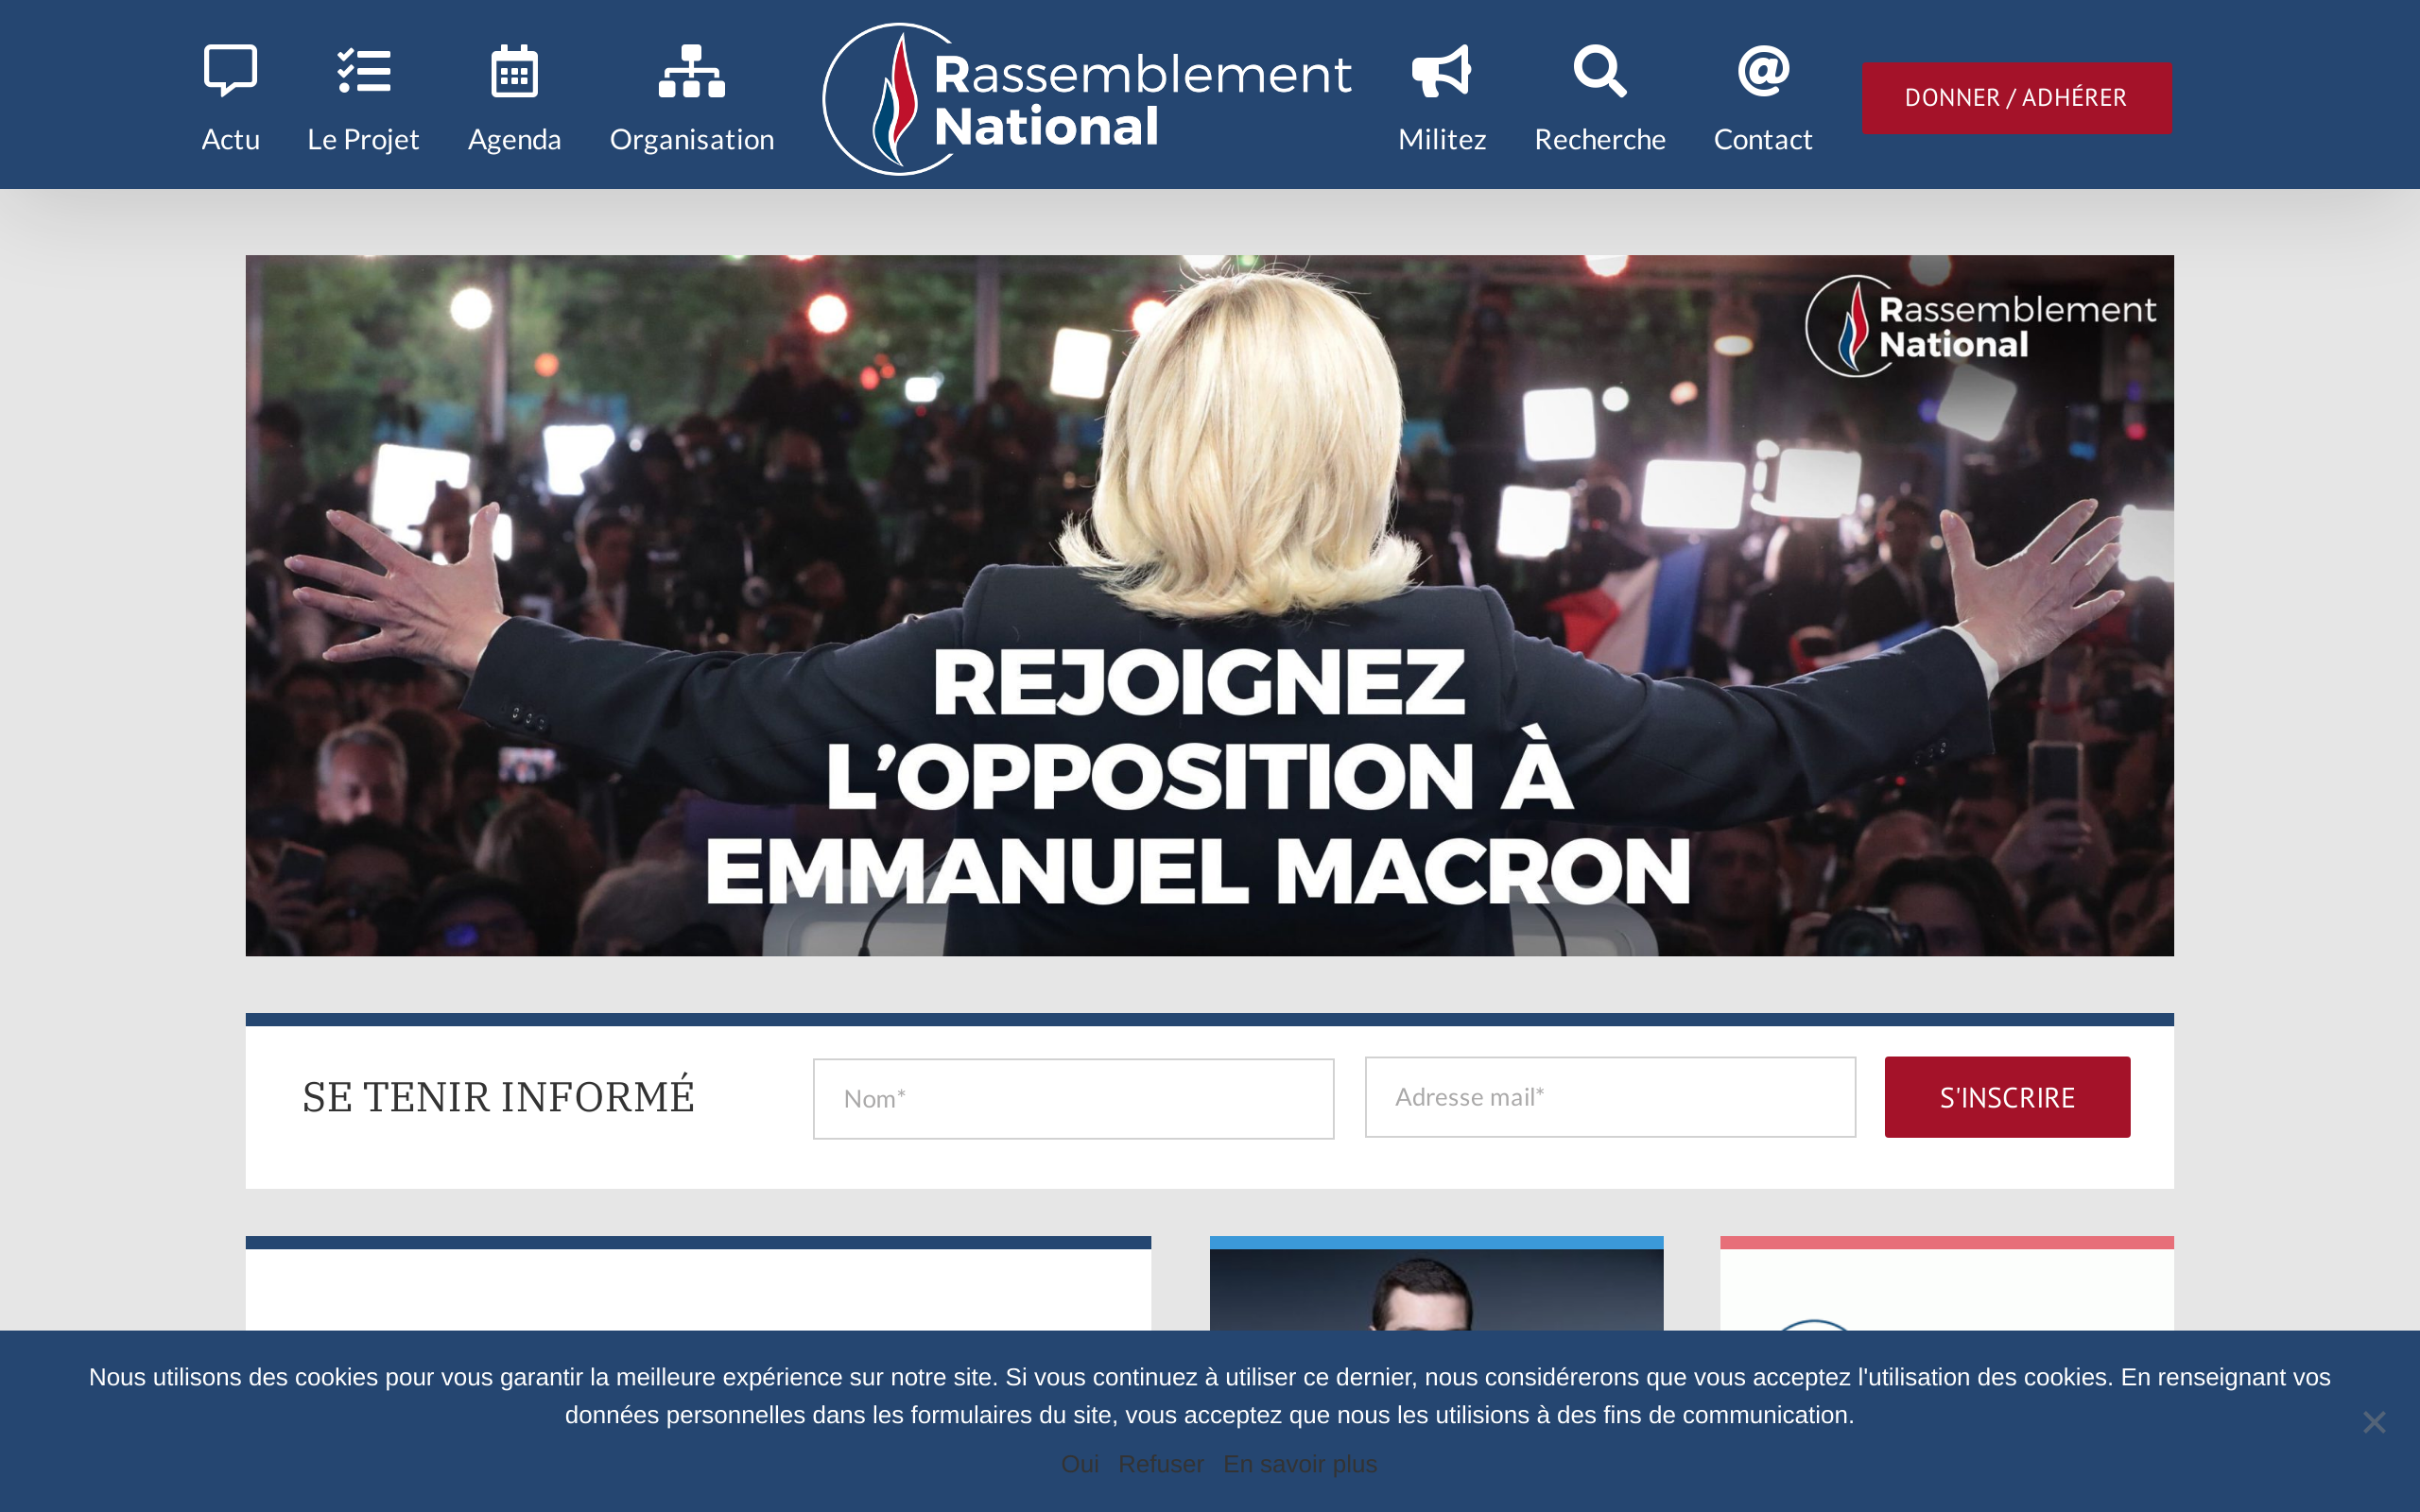 Actu
Le Projet
Agenda
Organisation
Rassemblement
National
Militez
Recherche
Contact
DONNER / ADHÉRER
Rassemblement
National
REJOIGNEZ
L'OPPOSITION À
EMMANUEL MACRON
SE TENIR INFORMÉ
Nom*
Adresse mail*
S'INSCRIRE
Nous utilisons des cookies pour vous garantir la meilleure expérience sur notre site. Si vous continuez à utiliser ce dernier, nous considérerons que vous acceptez l'utilisation des cookies. En renseignant vos
données personnelles dans les formulaires du site, vous acceptez que nous les utilisions à des fins de communication.
Oui Refuser En savoir plus